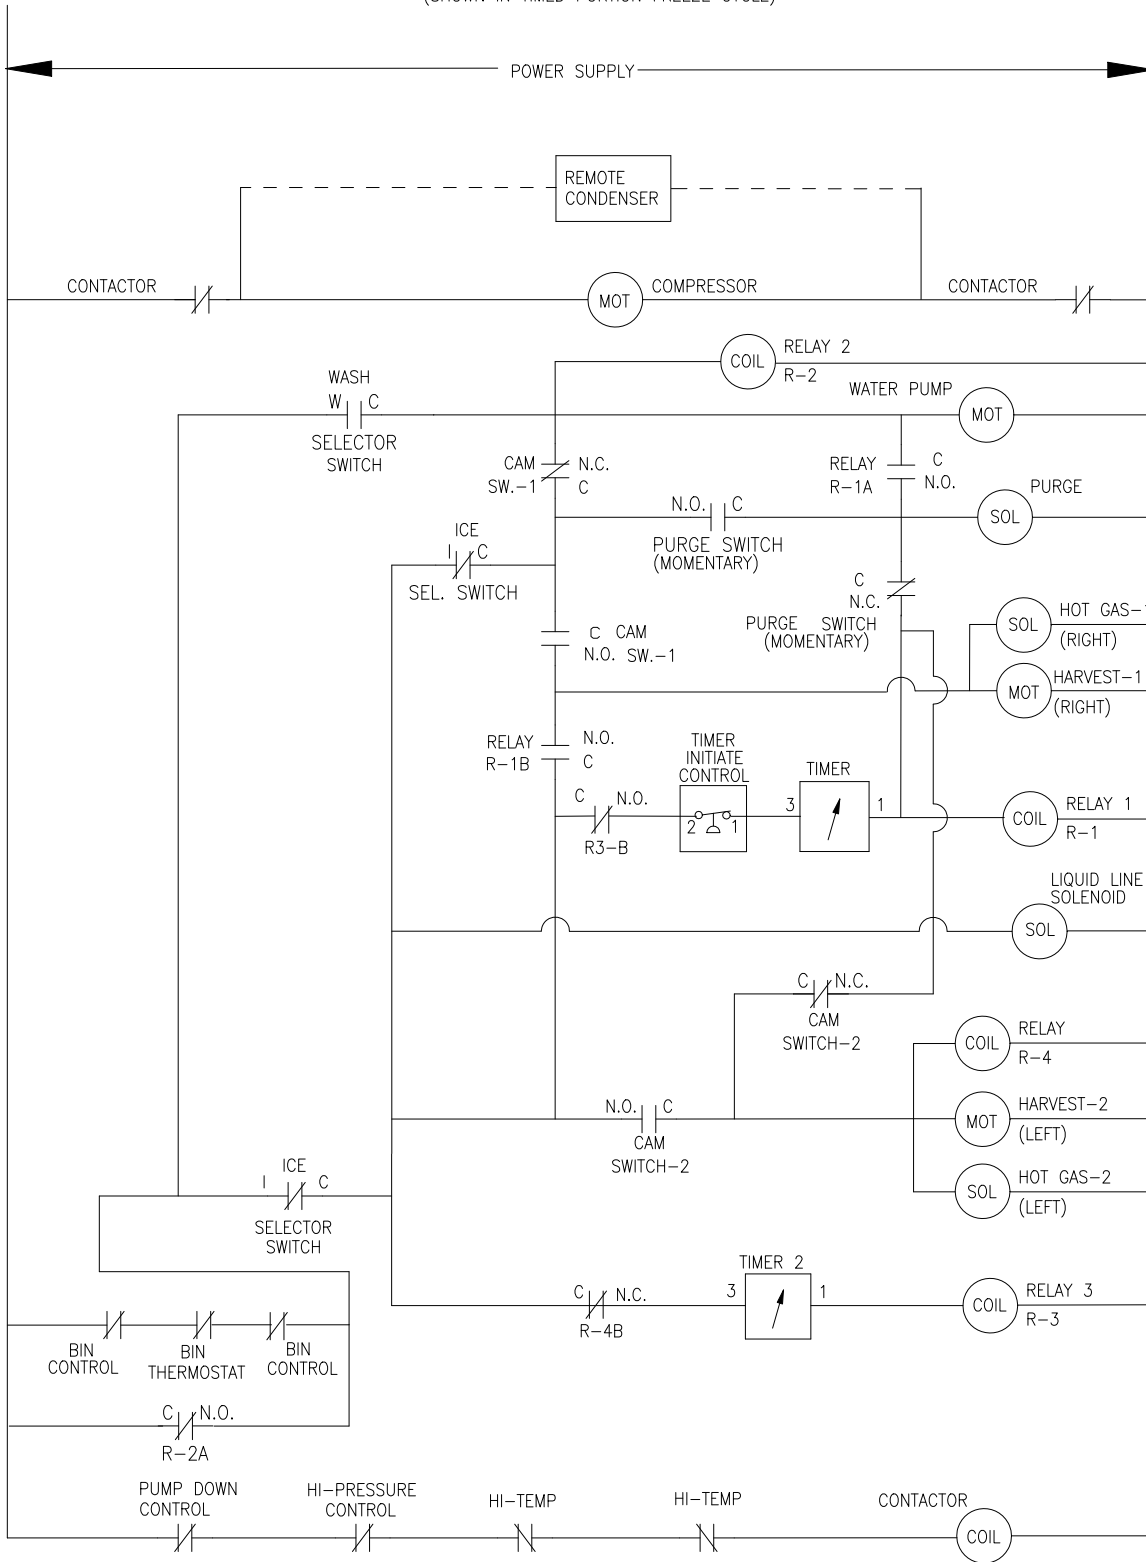 (SHOWN IN TIMED PORTION FREEZE CYCLE)
POWER SUPPLY
REMOTE
CONDENSER
CONTACTOR
MOT
COMPRESSOR
CONTACTOR
COIL
RELAY 2
R-2
WASH
W C
SELECTOR
SWITCH
WATER PUMP
MOT
CAM
SW.-1
N.C.
C
RELAY
R-1A
C
N.O.
N.O. C
PURGE SWITCH
(MOMENTARY)
PURGE
SOL
ICE
I C
SEL. SWITCH
C
N.C.
PURGE SWITCH
(MOMENTARY)
C CAM
N.O. SW.-1
SOL
HOT GAS-1
(RIGHT)
MOT
HARVEST-1
(RIGHT)
RELAY
R-1B
N.O.
C
TIMER
INITIATE
CONTROL
2 1
TIMER
3 1
C N.O.
R3-B
COIL
RELAY 1
R-1
LIQUID LINE
SOLENOID
SOL
C N.C.
CAM
SWITCH-2
COIL
RELAY
R-4
N.O. C
CAM
SWITCH-2
MOT
HARVEST-2
(LEFT)
ICE
I C
SELECTOR
SWITCH
SOL
HOT GAS-2
(LEFT)
TIMER 2
3 1
C N.C.
R-4B
COIL
RELAY 3
R-3
BIN
CONTROL
BIN
THERMOSTAT
BIN
CONTROL
C N.O.
R-2A
PUMP DOWN
CONTROL
HI-PRESSURE
CONTROL
HI-TEMP
HI-TEMP
CONTACTOR
COIL